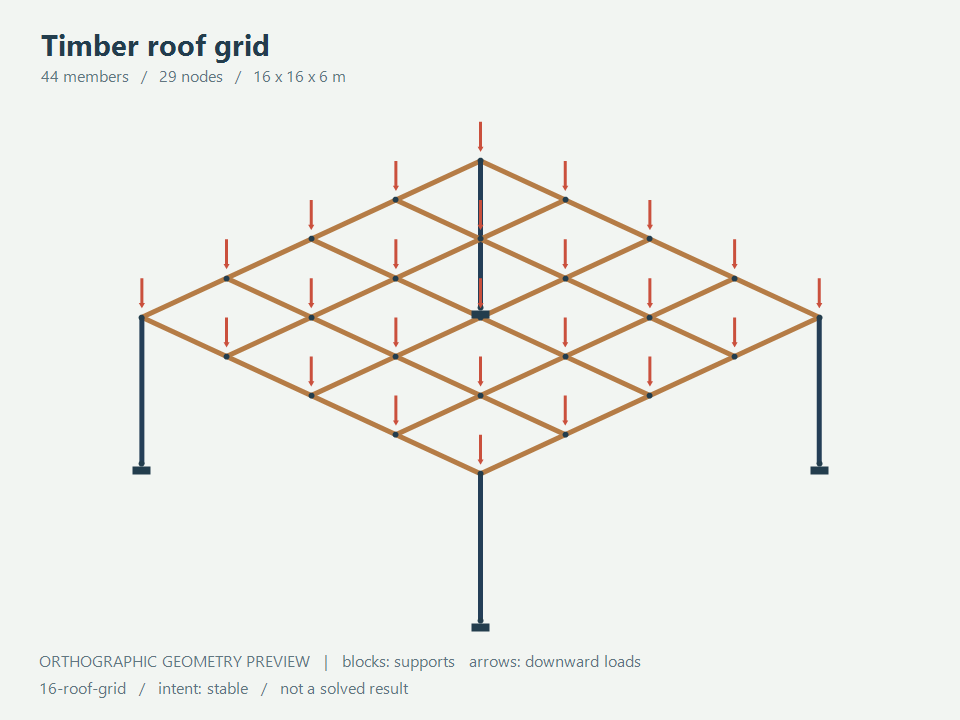 Timber roof grid
44 members / 29 nodes / 16 x 16 x 6 m
ORTHOGRAPHIC GEOMETRY PREVIEW | blocks: supports arrows: downward loads
16-roof-grid / intent: stable / not a solved result